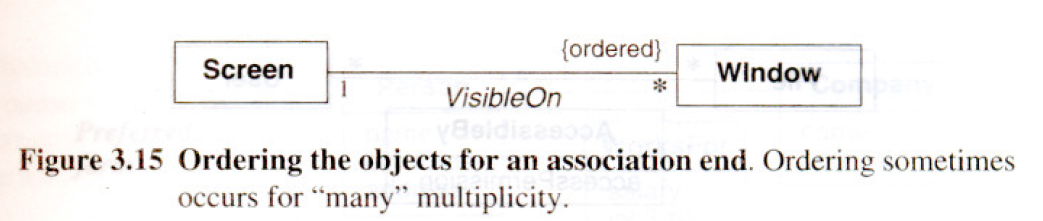 {ordered}
Screen
WIndow
1
*
VisibleOn
Figure 3.15 Ordering the objects for an association end. Ordering sometimes
occurs for “many” multiplicity.